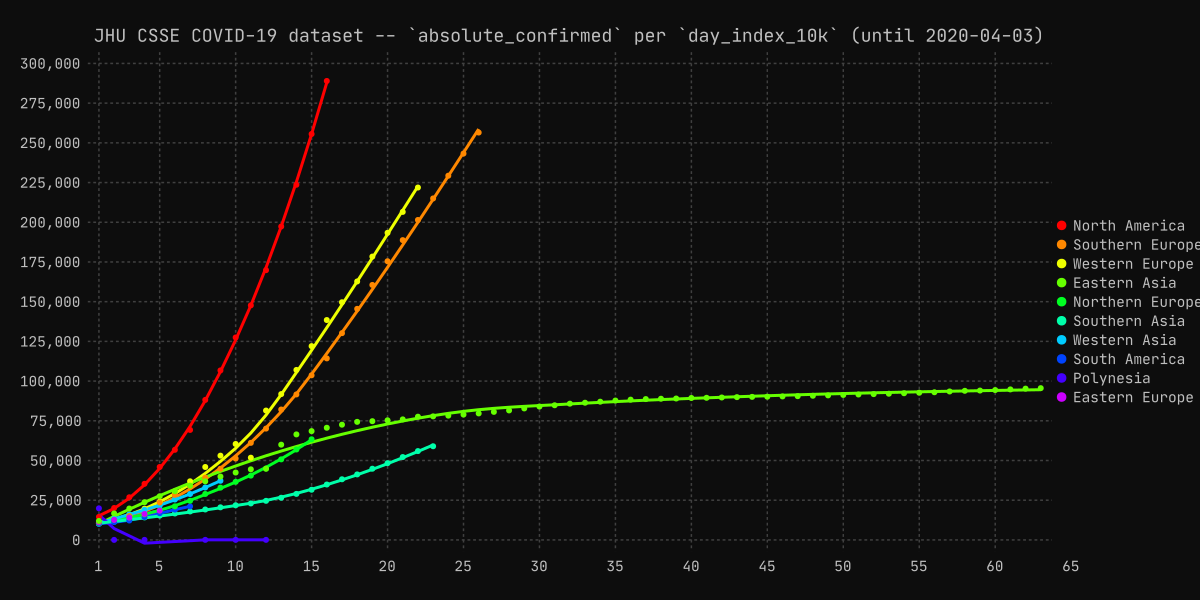 JHU CSSE COVID-19 dataset -- `absolute_confirmed` per `day_index_10k` (until 2020-04-03)
300,000
275,000
250,000
225,000
200,000
175,000
150,000
125,000
100,000
75,000
50,000
25,000
0
1 5 10 15 20 25 30 35 40 45 50 55 60 65
North America
Southern Europe
Western Europe
Eastern Asia
Northern Europe
Southern Asia
Western Asia
South America
Polynesia
Eastern Europe